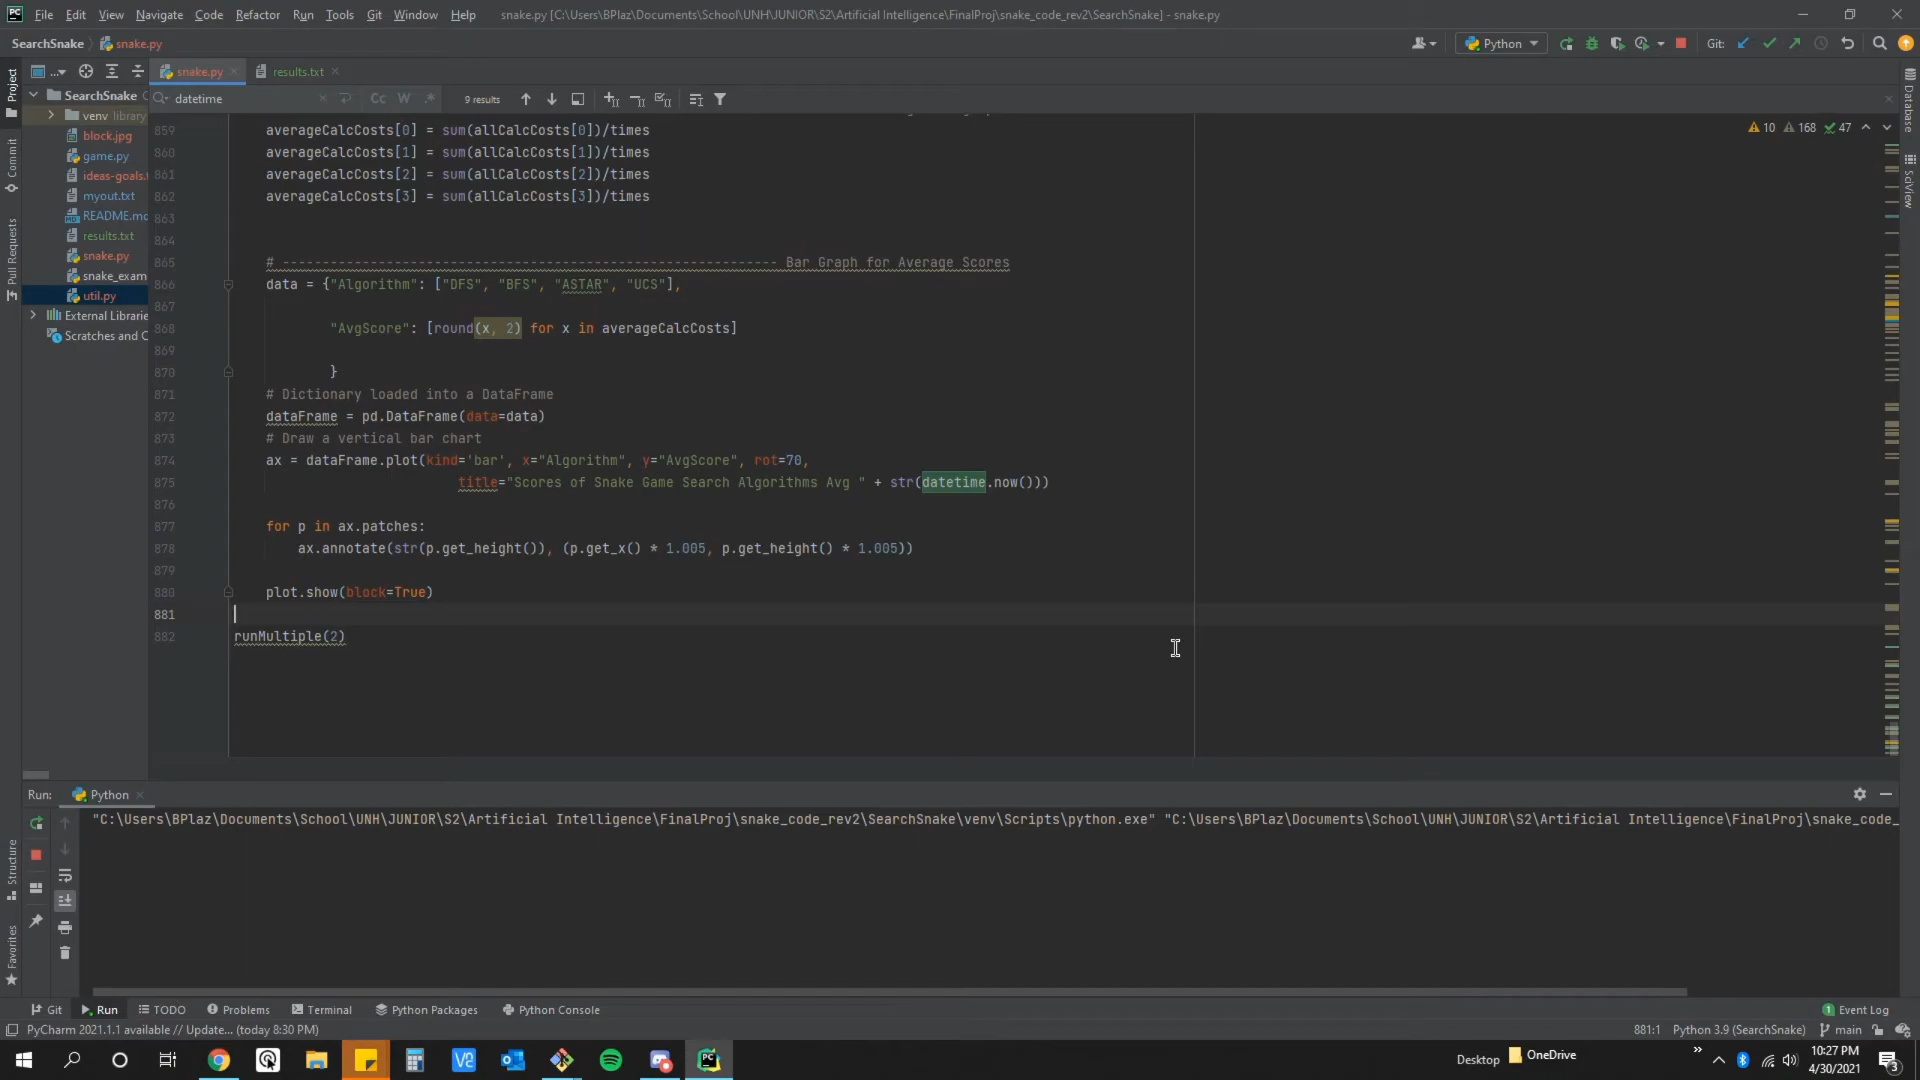 File Edit View Navigate Code Refactor Run Tools Git Window Help snake.py [C:\Users\BPlaz\Documents\School\UNH\JUNIOR\S2\Artificial Intelligence\FinalProj\snake_code_rev2\SearchSnake] - snake.py
SearchSnake snake.py Python Git:
Project ... snake.py results.txt
SearchSnake datetime Cc W .* 9 results
venv library
block.jpg
game.py
ideas-goals.
myout.txt
README.md
results.txt
snake.py
snake_exam
util.py
External Librarie
Scratches and C
Commit
Pull Requests
Structure
Favorites
Database
SciView
10 168 47
859 averageCalcCosts[0] = sum(allCalcCosts[0])/times
860 averageCalcCosts[1] = sum(allCalcCosts[1])/times
861 averageCalcCosts[2] = sum(allCalcCosts[2])/times
862 averageCalcCosts[3] = sum(allCalcCosts[3])/times
863
864
865 # -------------------------------------------------------------- Bar Graph for Average Scores
866 data = {"Algorithm": ["DFS", "BFS", "ASTAR", "UCS"],
867
868 "AvgScore": [round(x, 2) for x in averageCalcCosts]
869
870 }
871 # Dictionary loaded into a DataFrame
872 dataFrame = pd.DataFrame(data=data)
873 # Draw a vertical bar chart
874 ax = dataFrame.plot(kind='bar', x="Algorithm", y="AvgScore", rot=70,
875 title="Scores of Snake Game Search Algorithms Avg " + str(datetime.now()))
876
877 for p in ax.patches:
878 ax.annotate(str(p.get_height()), (p.get_x() * 1.005, p.get_height() * 1.005))
879
880 plot.show(block=True)
881
882 runMultiple(2)
Run: Python
"C:\Users\BPlaz\Documents\School\UNH\JUNIOR\S2\Artificial Intelligence\FinalProj\snake_code_rev2\SearchSnake\venv\Scripts\python.exe" "C:\Users\BPlaz\Documents\School\UNH\JUNIOR\S2\Artificial Intelligence\FinalProj\snake_code_
Git Run TODO Problems Terminal Python Packages Python Console 1 Event Log
PyCharm 2021.1.1 available // Update... (today 8:30 PM) 881:1 Python 3.9 (SearchSnake) main
Desktop OneDrive 10:27 PM
4/30/2021 3